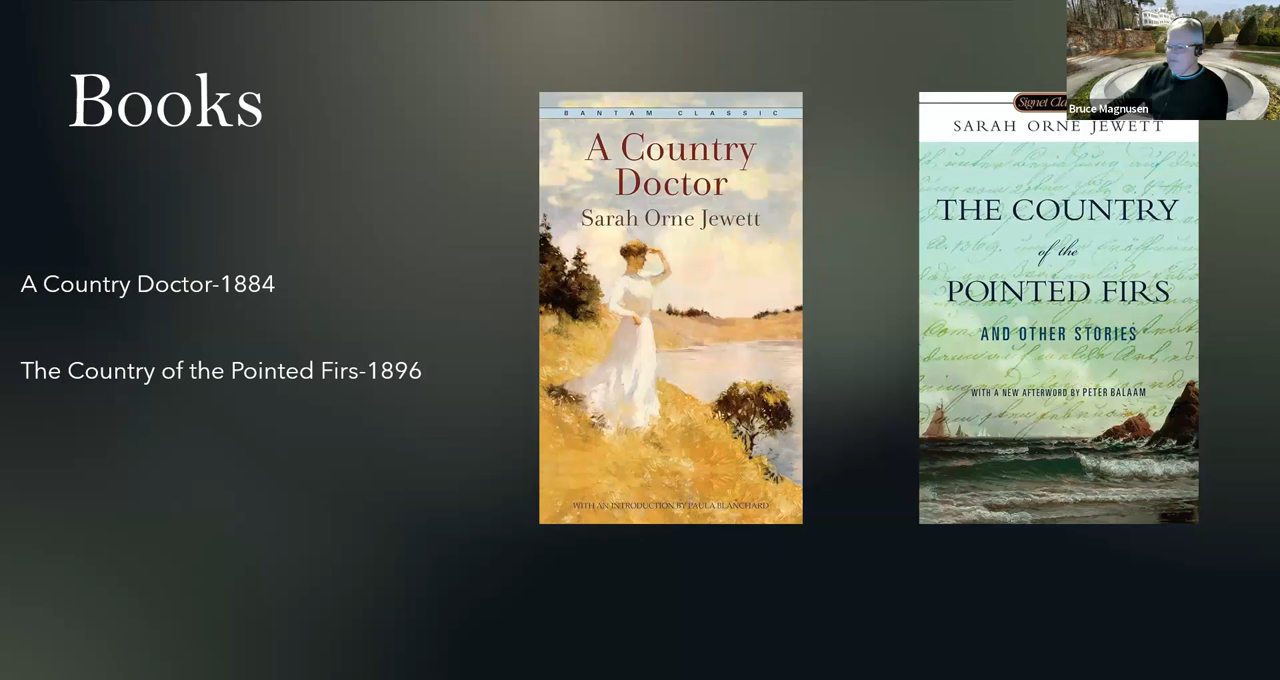 Books
A Country Doctor-1884
The Country of the Pointed Firs-1896
BANTAM CLASSIC
A Country
Doctor
Sarah Orne Jewett
WITH AN INTRODUCTION BY PAULA BLANCHARD
Signet
SARAH ORNE JEWETT
THE COUNTRY
of the
POINTED FIRS
AND OTHER STORIES
WITH A NEW AFTERWORD BY PETER BALAAM
Bruce Magnusen